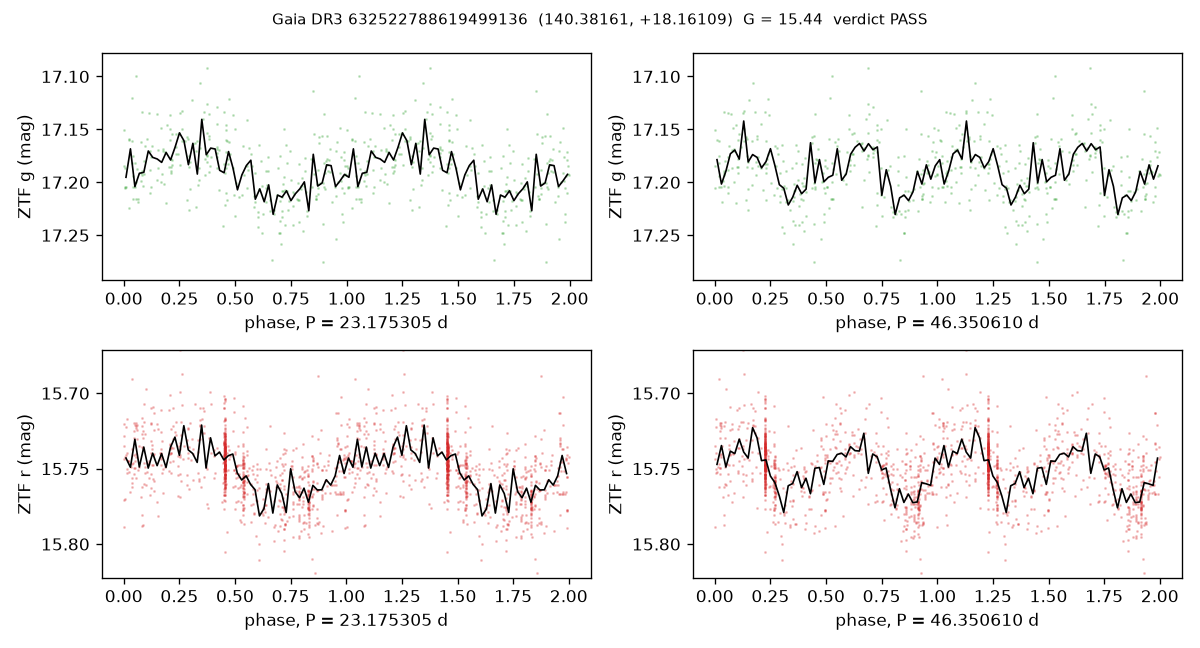 Gaia DR3 632522788619499136  (140.38161, +18.16109)  G = 15.44  verdict PASS
ZTF g (mag)
17.10
17.15
17.20
17.25
0.00 0.25 0.50 0.75 1.00 1.25 1.50 1.75 2.00
phase, P = 23.175305 d
ZTF g (mag)
17.10
17.15
17.20
17.25
0.00 0.25 0.50 0.75 1.00 1.25 1.50 1.75 2.00
phase, P = 46.350610 d
ZTF r (mag)
15.70
15.75
15.80
0.00 0.25 0.50 0.75 1.00 1.25 1.50 1.75 2.00
phase, P = 23.175305 d
ZTF r (mag)
15.70
15.75
15.80
0.00 0.25 0.50 0.75 1.00 1.25 1.50 1.75 2.00
phase, P = 46.350610 d